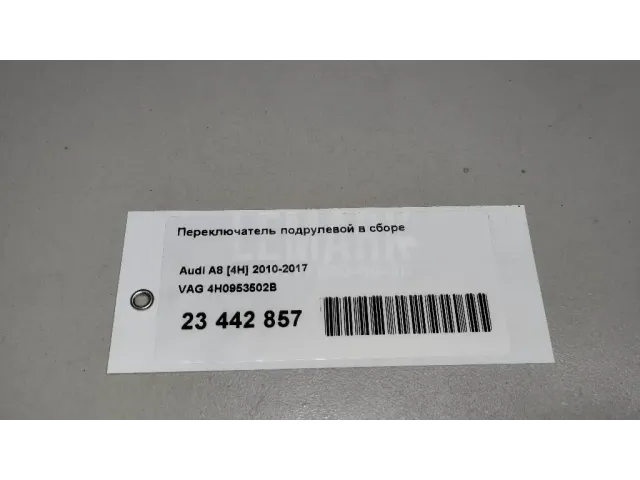 Переключатель подрулевой в сборе
Audi A8 [4H] 2010-2017
VAG 4H0953502B
23 442 857